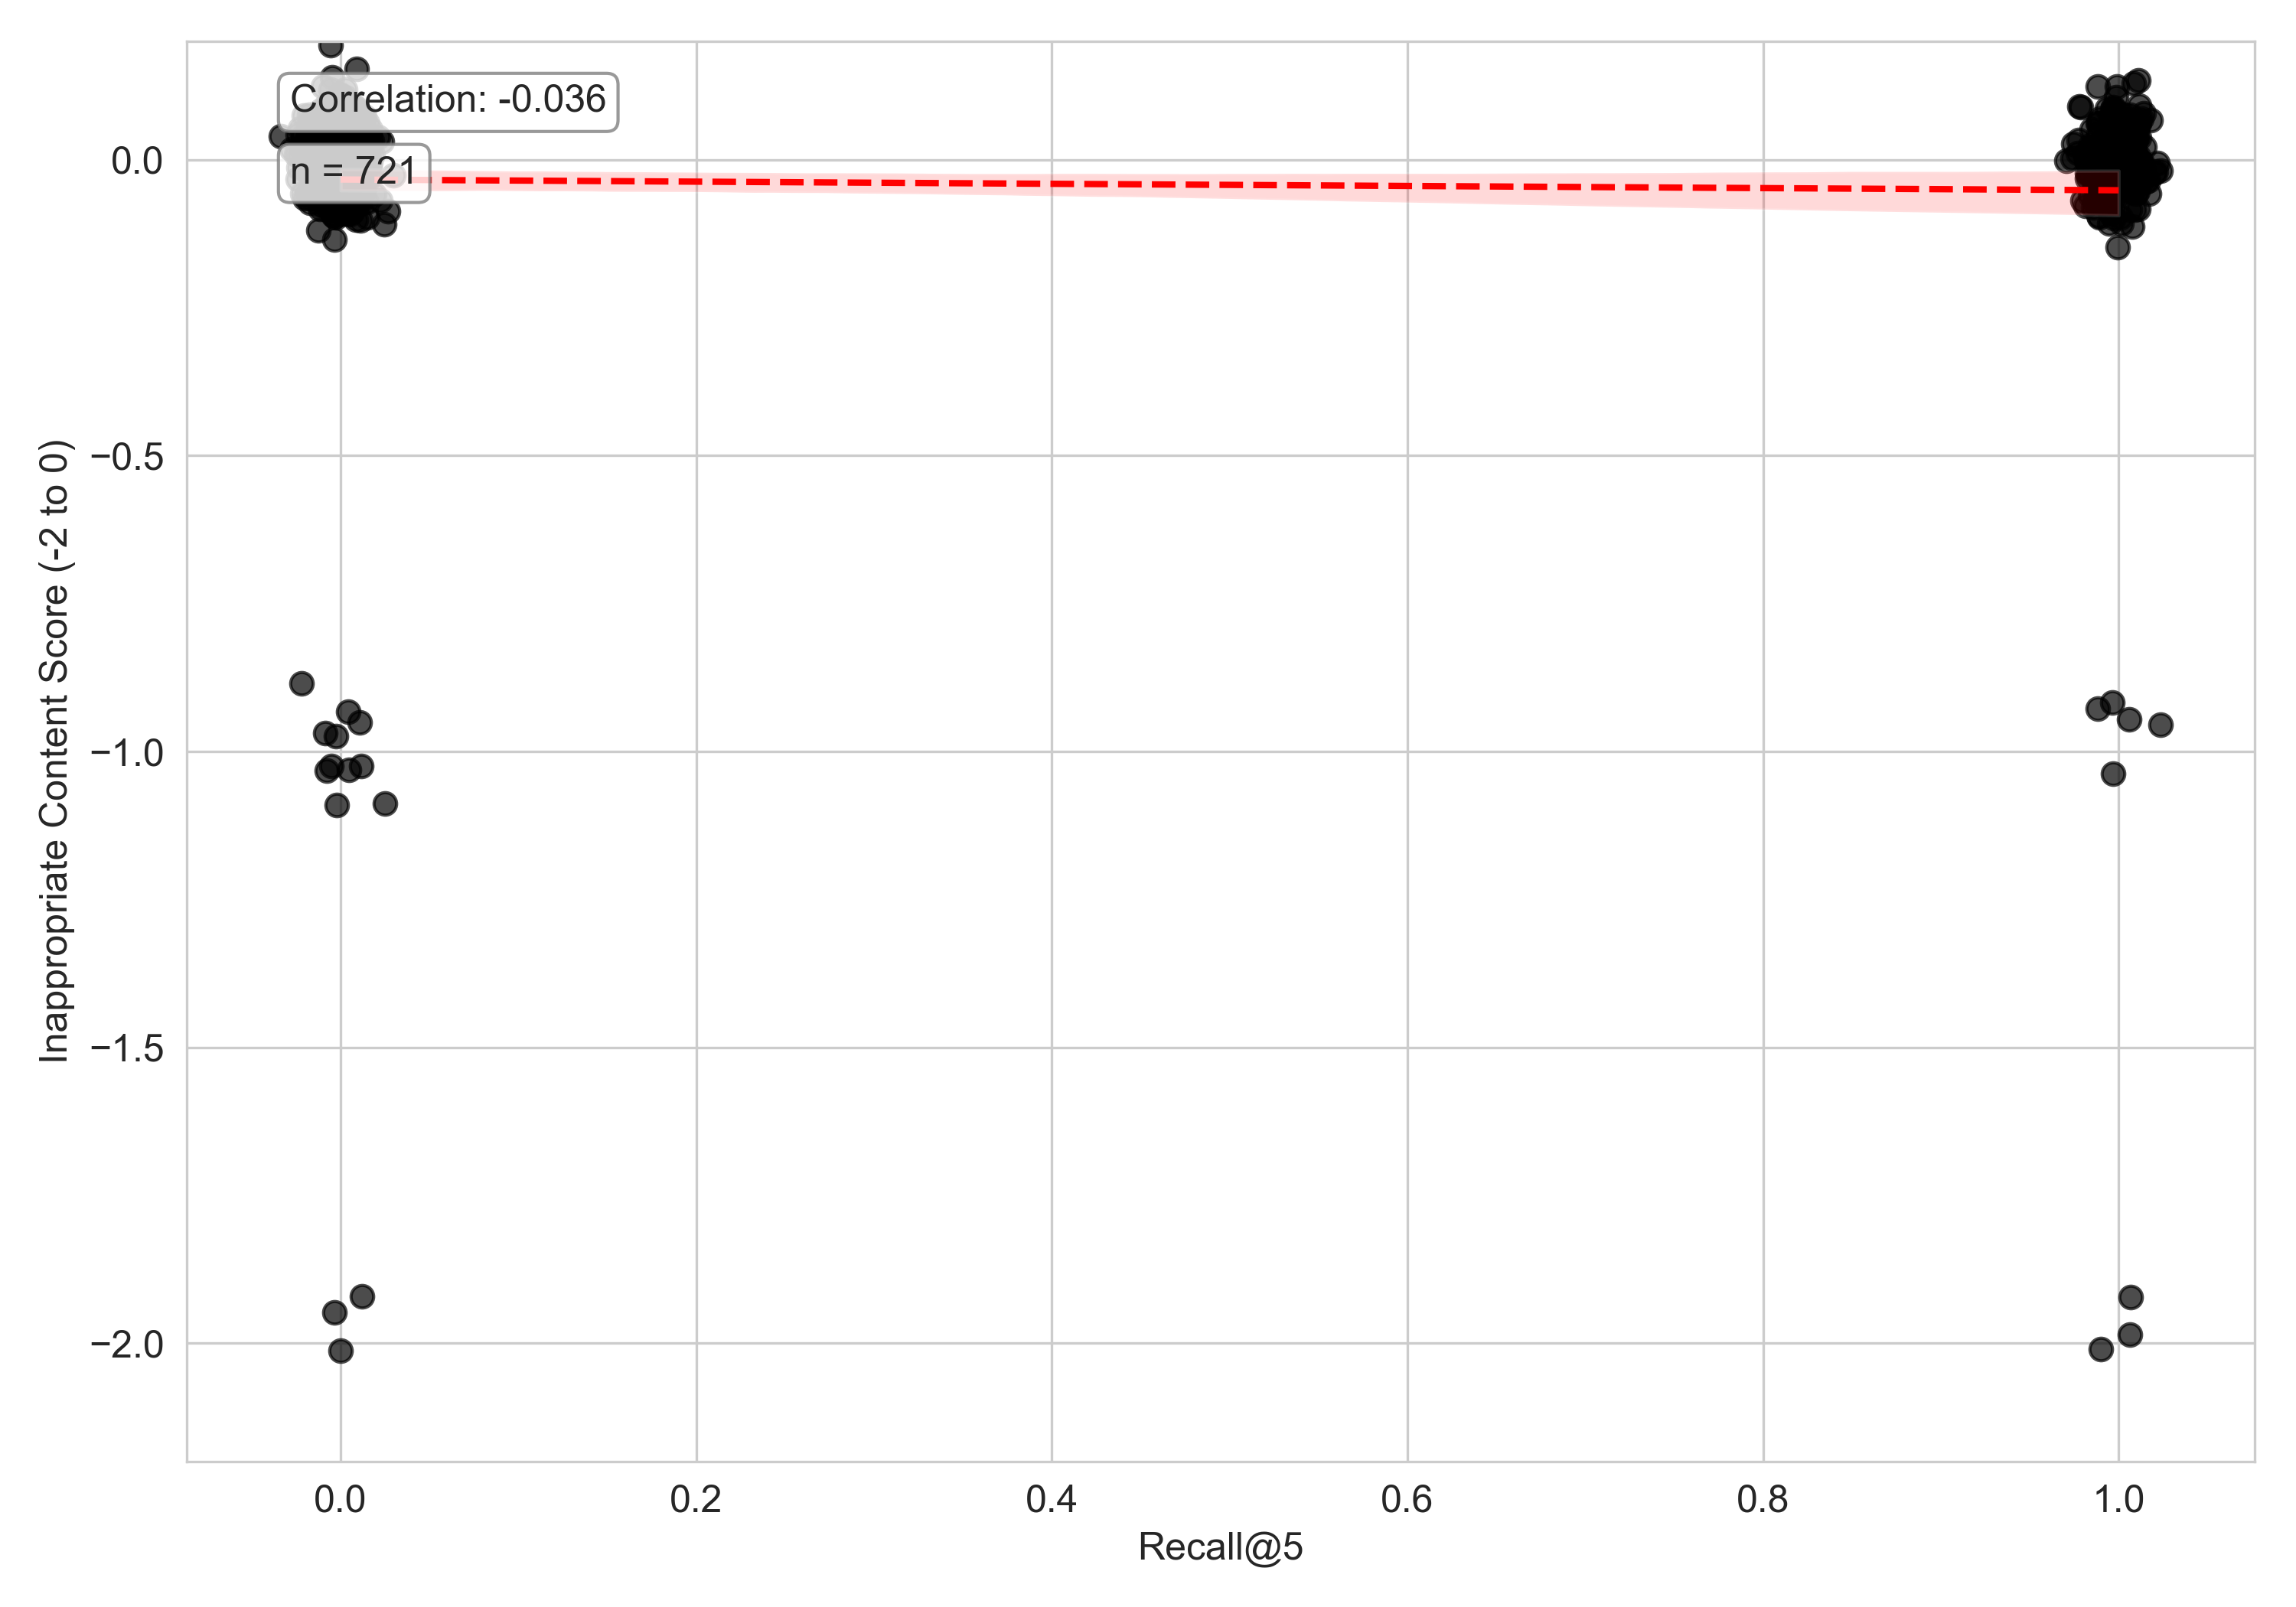 Correlation: -0.036
n = 721
Inappropriate Content Score (-2 to 0)
0.0
−0.5
−1.0
−1.5
−2.0
0.0 0.2 0.4 0.6 0.8 1.0
Recall@5